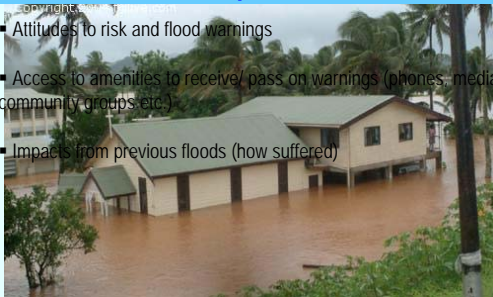 ▪ Attitudes to risk and flood warnings
▪ Access to amenities to receive/ pass on warnings (phones, media
community groups etc.)
▪ Impacts from previous floods (how suffered)